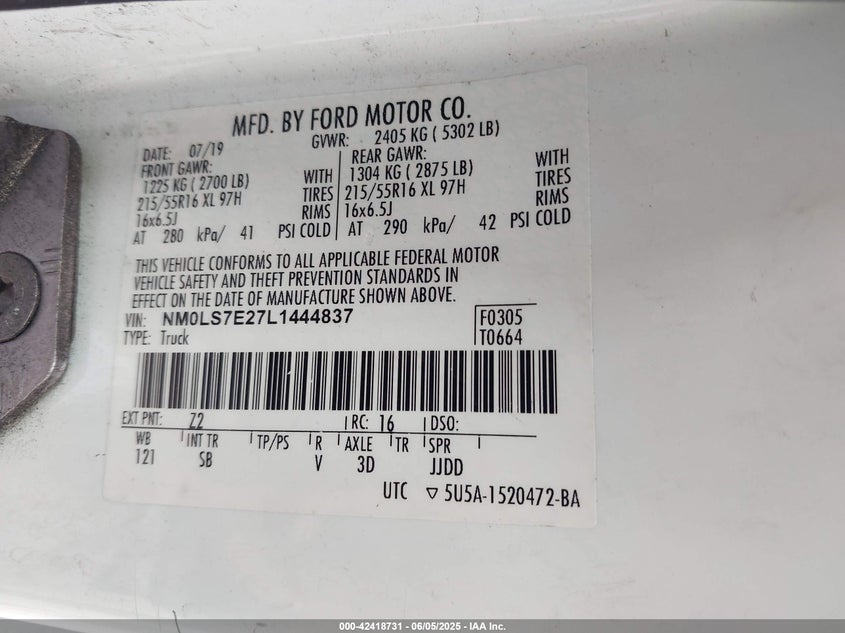 MFD. BY FORD MOTOR CO.
DATE: 07/19 GVWR: 2405 KG ( 5302 LB)
FRONT GAWR: REAR GAWR:
1225 KG ( 2700 LB) WITH 1304 KG ( 2875 LB) WITH
215/55R16 XL 97H TIRES 215/55R16 XL 97H TIRES
16x6.5J RIMS 16x6.5J RIMS
AT 280 kPa/ 41 PSI COLD AT 290 kPa/ 42 PSI COLD
THIS VEHICLE CONFORMS TO ALL APPLICABLE FEDERAL MOTOR
VEHICLE SAFETY AND THEFT PREVENTION STANDARDS IN
EFFECT ON THE DATE OF MANUFACTURE SHOWN ABOVE.
VIN: NM0LS7E27L1444837 F0305
TYPE: Truck T0664
EXT PNT: Z2 RC: 16 DSO:
WB INT TR TP/PS R AXLE TR SPR
121 SB V 3D JJDD
UTC ▽ 5U5A-1520472-BA
000-42418731 - 06/05/2025 - IAA Inc.